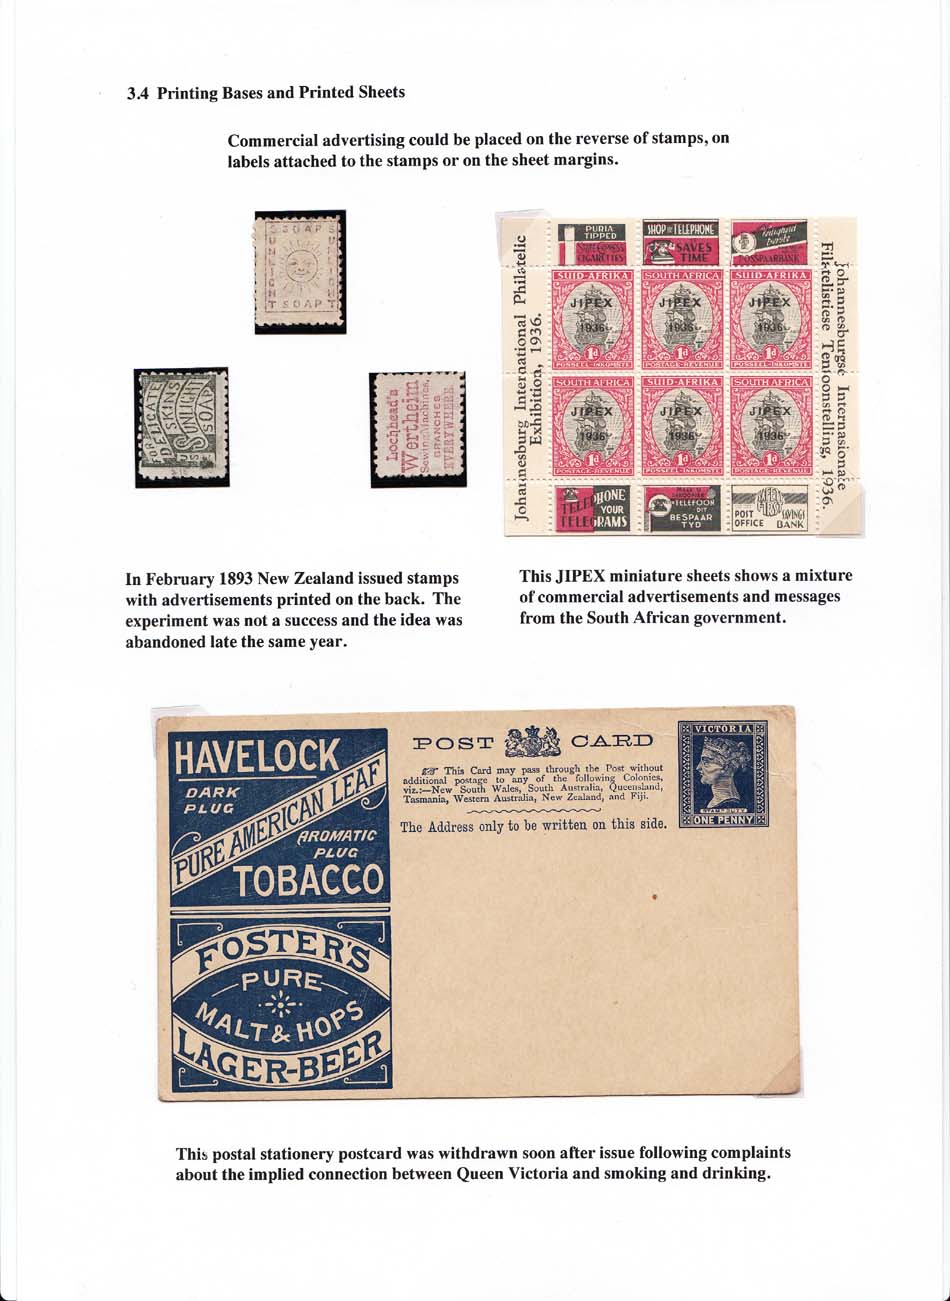 3.4 Printing Bases and Printed Sheets
Commercial advertising could be placed on the reverse of stamps, on
labels attached to the stamps or on the sheet margins.
SOAP
SUNLIGHT
SUNLIGHT
SOAP
FOR DELICATE
SKINS
SUNLIGHT
SOAP
Lochhead's
Wertheim
Sewing Machines,
BRANCHES
EVERYWHERE.
Johannesburg International Philatelic
Exhibition, 1936.
PURIA
TIPPED
CIGARETTES
SHOP BY TELEPHONE
SAVES
TIME
POSSPAARBANK
SUID-AFRIKA
JIPEX
1936
1d
POSSEEL-INKOMSTE
SOUTH AFRICA
JIPEX
1936
1d
POSTAGE-REVENUE
SUID-AFRIKA
JIPEX
1936
1d
POSSEEL-INKOMSTE
SOUTH AFRICA
JIPEX
1936
1d
POSTAGE-REVENUE
SUID-AFRIKA
JIPEX
1936
1d
POSSEEL-INKOMSTE
SOUTH AFRICA
JIPEX
1936
1d
POSTAGE-REVENUE
TELEPHONE
YOUR
TELEGRAMS
TELEFOON
DIT
BESPAAR
TYD
POST
OFFICE
SAVINGS
BANK
Johannesburgse Internasionale
Filatelistiese Tentoonstelling, 1936.
In February 1893 New Zealand issued stamps
with advertisements printed on the back. The
experiment was not a success and the idea was
abandoned late the same year.
This JIPEX miniature sheets shows a mixture
of commercial advertisements and messages
from the South African government.
HAVELOCK
DARK
PLUG
PURE AMERICAN LEAF
AROMATIC
PLUG
TOBACCO
FOSTER'S
PURE
MALT & HOPS
LAGER-BEER
POST CARD
This Card may pass through the Post without
additional postage to any of the following Colonies,
viz.:—New South Wales, South Australia, Queensland,
Tasmania, Western Australia, New Zealand, and Fiji.
The Address only to be written on this side.
VICTORIA
STAMP DUTY
ONE PENNY
This postal stationery postcard was withdrawn soon after issue following complaints
about the implied connection between Queen Victoria and smoking and drinking.